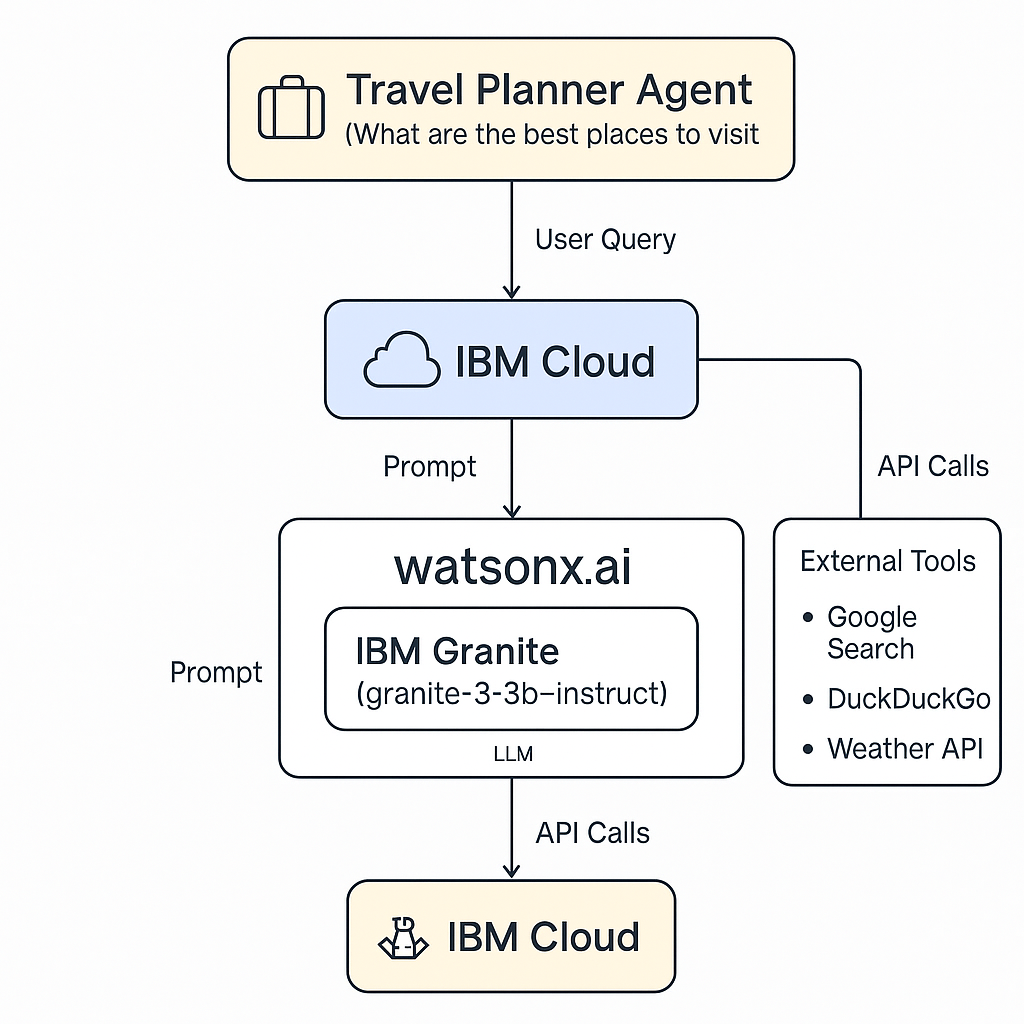 Travel Planner Agent
(What are the best places to visit
User Query
IBM Cloud
Prompt
API Calls
watsonx.ai
IBM Granite
(granite-3-3b–instruct)
LLM
Prompt
External Tools
• Google
Search
• DuckDuckGo
• Weather API
API Calls
IBM Cloud